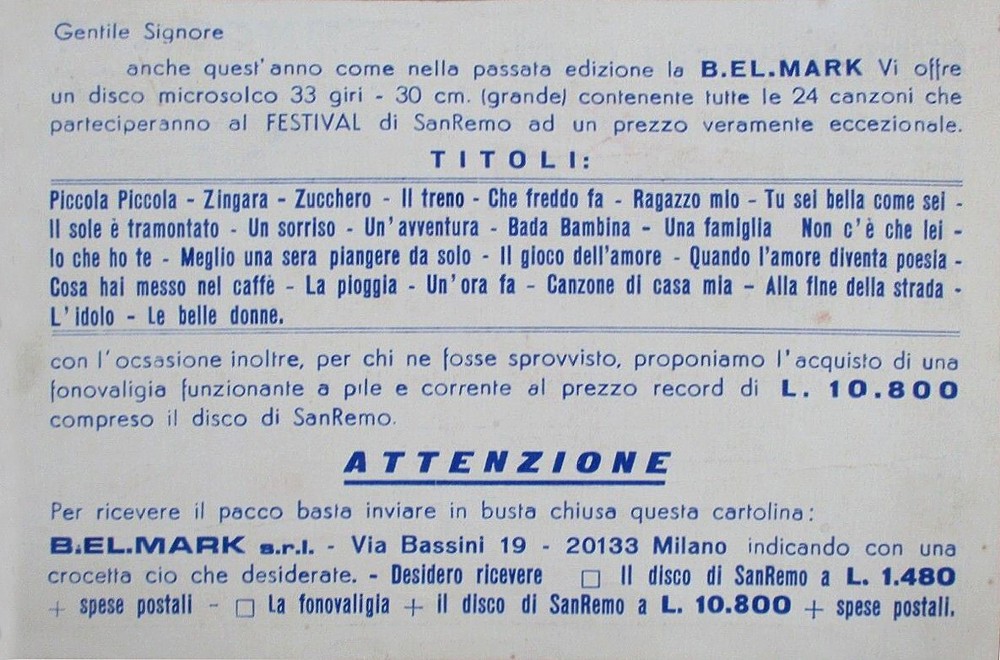 Gentile Signore
anche quest'anno come nella passata edizione la B.EL.MARK Vi offre
un disco microsolco 33 giri - 30 cm. (grande) contenente tutte le 24 canzoni che
parteciperanno al FESTIVAL di SanRemo ad un prezzo veramente eccezionale.
TITOLI:
Piccola Piccola - Zingara - Zucchero - Il treno - Che freddo fa - Ragazzo mio - Tu sei bella come sei -
Il sole è tramontato - Un sorriso - Un'avventura - Bada Bambina - Una famiglia Non c'è che lei -
Io che ho te - Meglio una sera piangere da solo - Il gioco dell'amore - Quando l'amore diventa poesia -
Cosa hai messo nel caffè - La pioggia - Un'ora fa - Canzone di casa mia - Alla fine della strada -
L'idolo - Le belle donne.
con l'ocsasione inoltre, per chi ne fosse sprovvisto, proponiamo l'acquisto di una
fonovaligia funzionante a pile e corrente al prezzo record di L. 10.800
compreso il disco di SanRemo.
ATTENZIONE
Per ricevere il pacco basta inviare in busta chiusa questa cartolina:
B.EL.MARK s.r.l. - Via Bassini 19 - 20133 Milano indicando con una
crocetta cio che desiderate. - Desidero ricevere □ Il disco di SanRemo a L. 1.480
+ spese postali - □ La fonovaligia + il disco di SanRemo a L. 10.800 + spese postali.